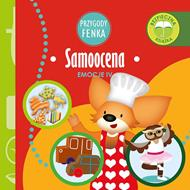 PRZYGODY
FENKA
Samoocena
EMOCJE IV